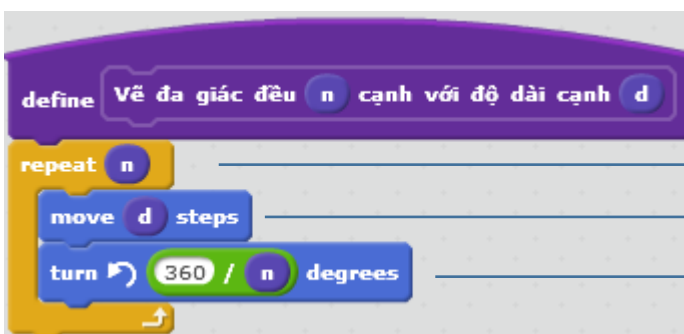 define Vẽ đa giác đều n cạnh với độ dài cạnh d
repeat n
move d steps
turn 360 / n degrees